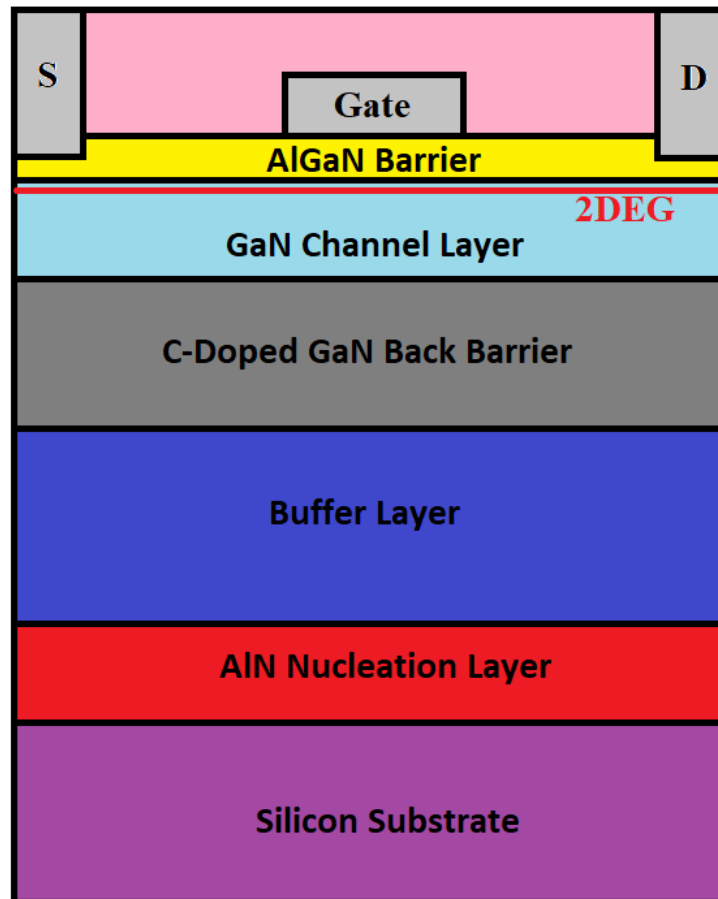 S
D
Gate
AlGaN Barrier
2DEG
GaN Channel Layer
C-Doped GaN Back Barrier
Buffer Layer
AlN Nucleation Layer
Silicon Substrate